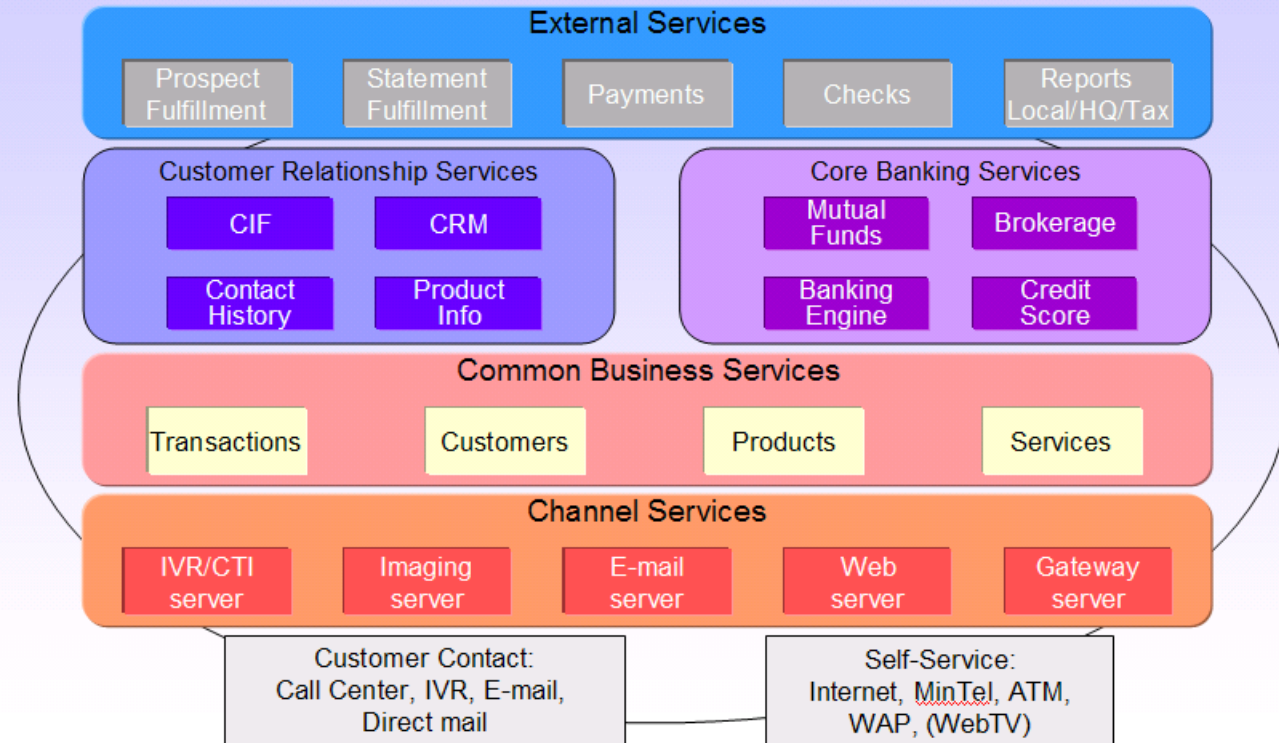 External Services
Prospect
Fulfillment
Statement
Fulfillment
Payments
Checks
Reports
Local/HQ/Tax
Customer Relationship Services
CIF
CRM
Contact
History
Product
Info
Core Banking Services
Mutual
Funds
Brokerage
Banking
Engine
Credit
Score
Common Business Services
Transactions
Customers
Products
Services
Channel Services
IVR/CTI
server
Imaging
server
E-mail
server
Web
server
Gateway
server
Customer Contact:
Call Center, IVR, E-mail,
Direct mail
Self-Service:
Internet, MinTel, ATM,
WAP, (WebTV)